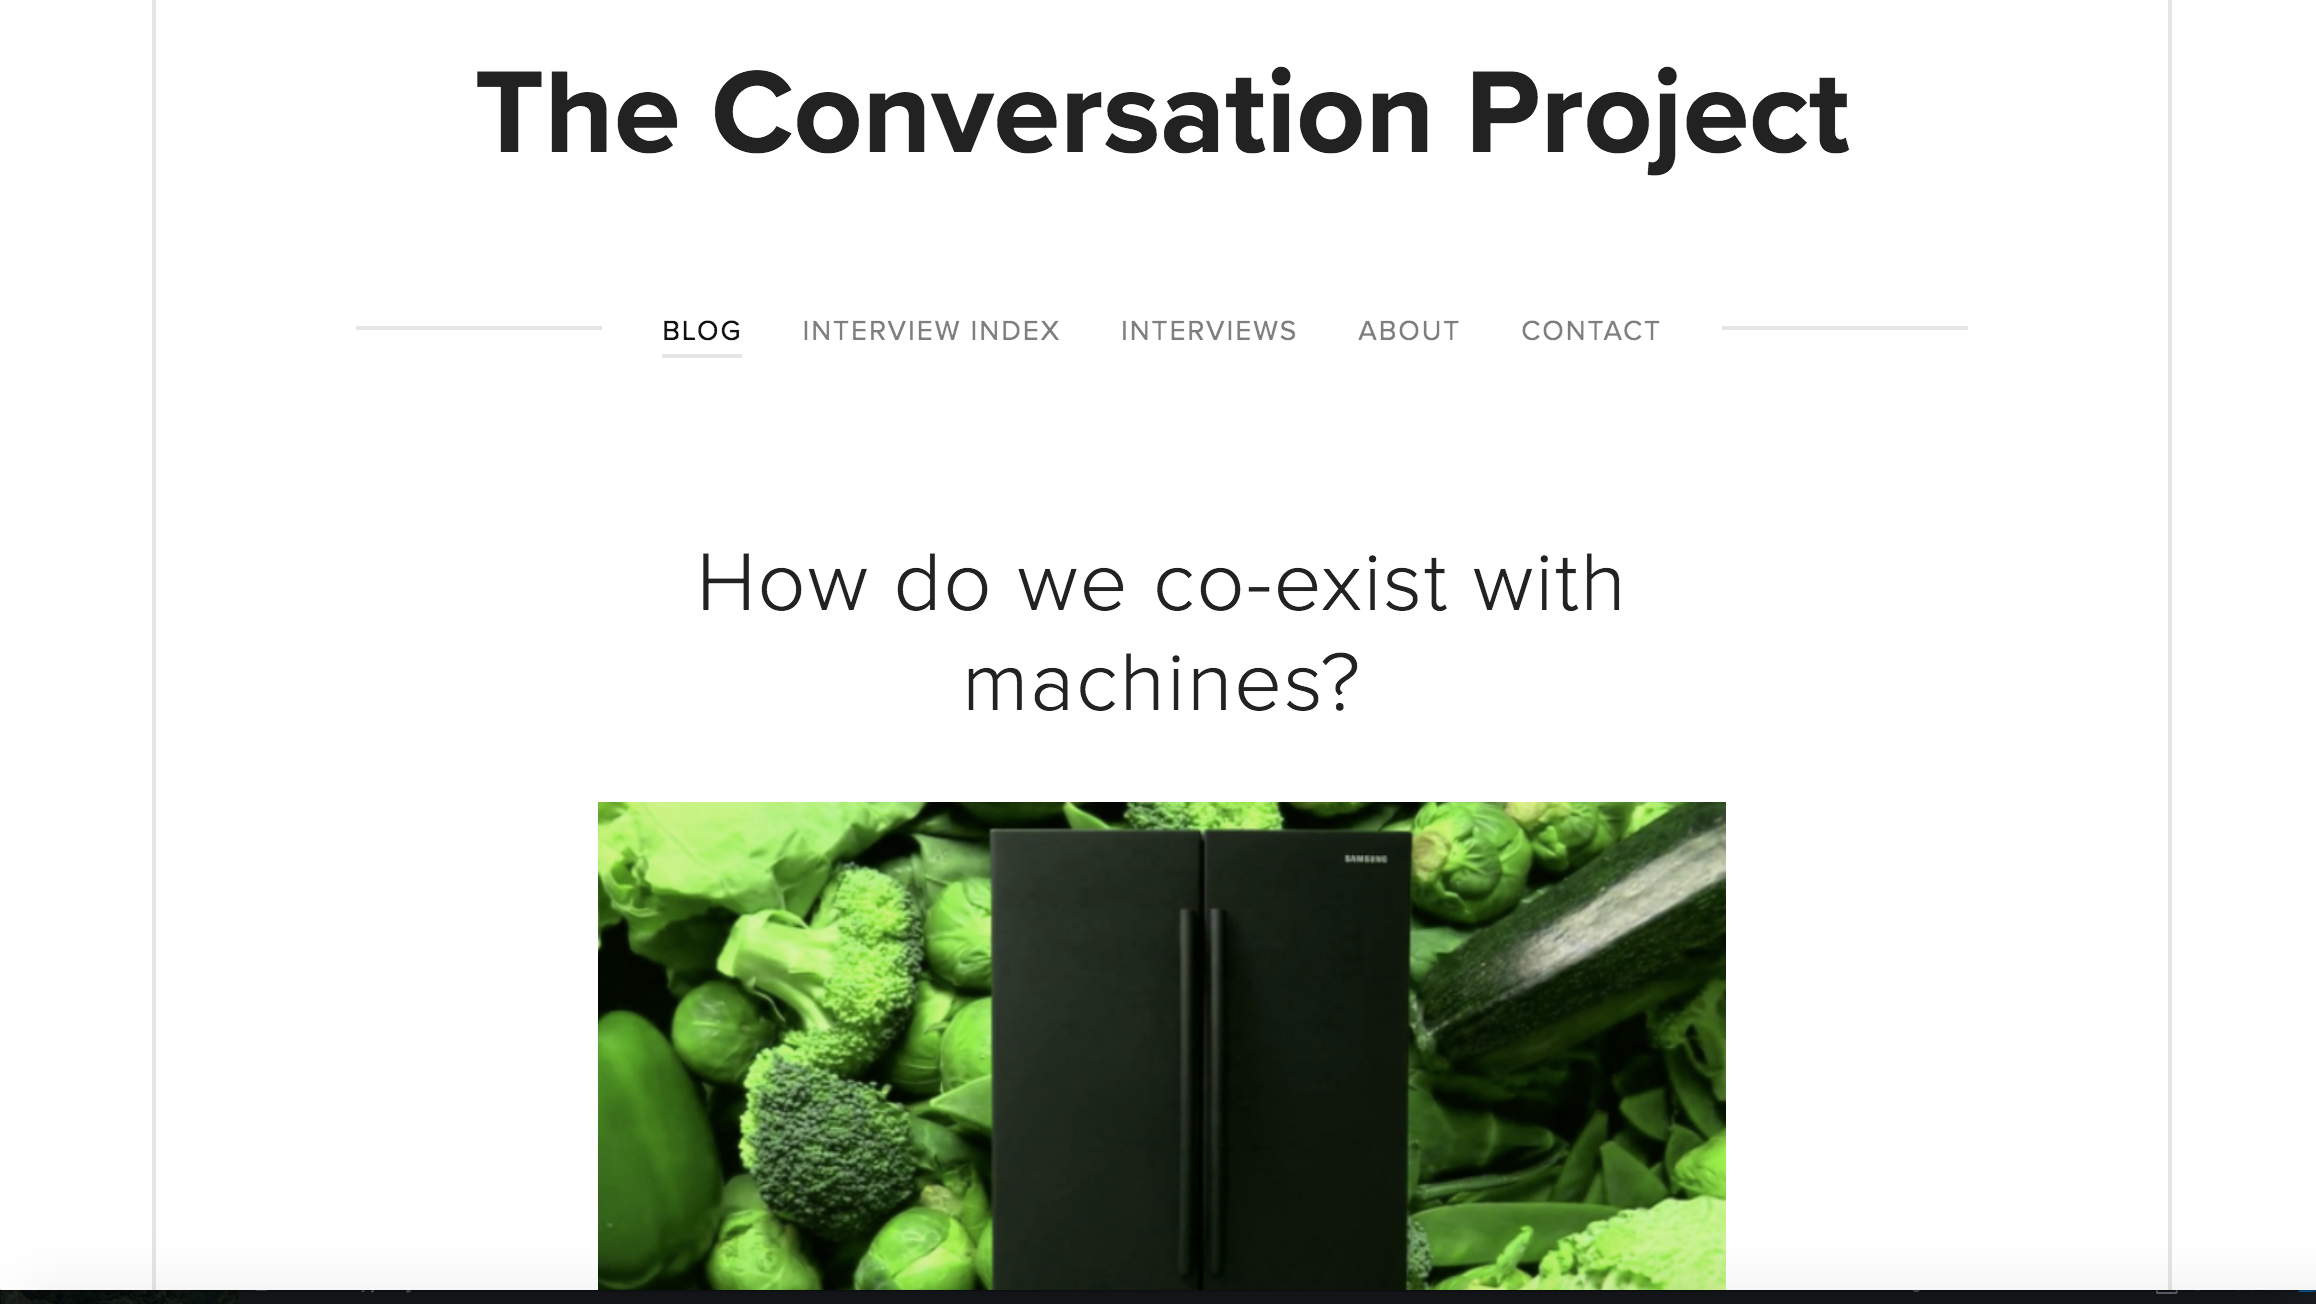 The Conversation Project
BLOG INTERVIEW INDEX INTERVIEWS ABOUT CONTACT
How do we co-exist with
machines?
SAMSUNG